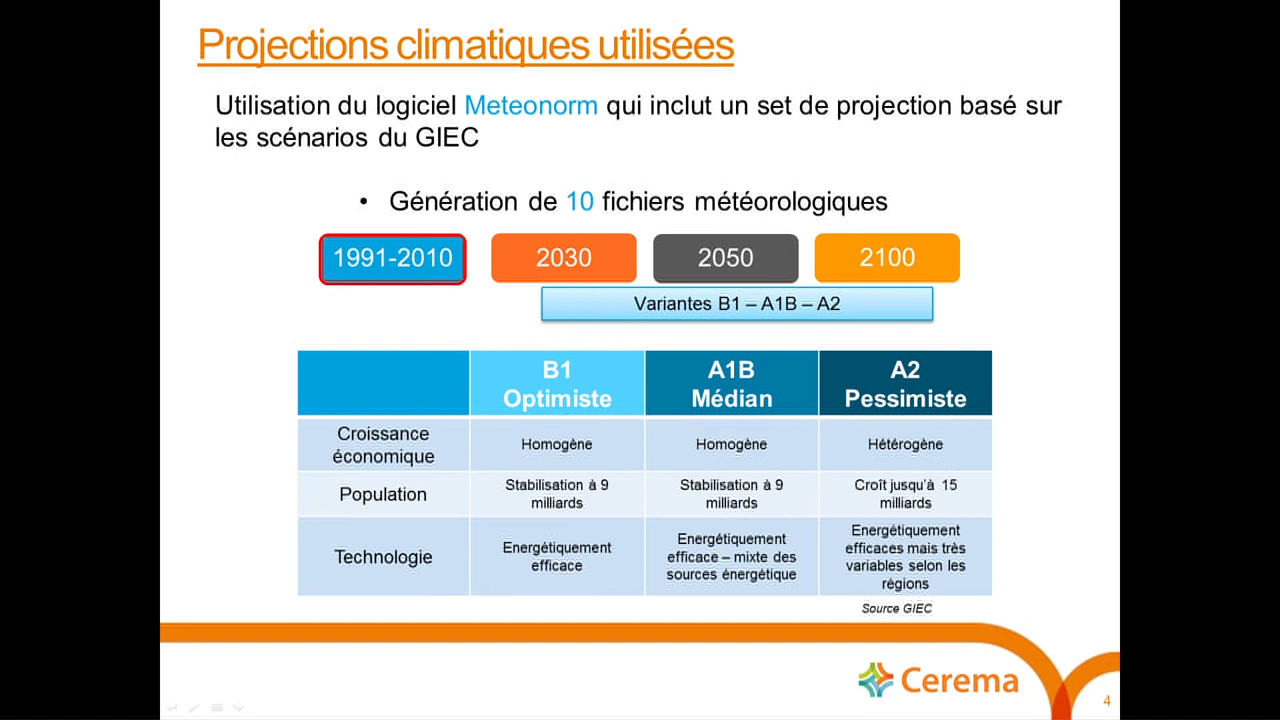 Projections climatiques utilisées
Utilisation du logiciel Meteonorm qui inclut un set de projection basé sur
les scénarios du GIEC
• Génération de 10 fichiers météorologiques
1991-2010 2030 2050 2100
Variantes B1 – A1B – A2
B1
Optimiste
A1B
Médian
A2
Pessimiste
Croissance
économique
Homogène
Homogène
Hétérogène
Population
Stabilisation à 9
milliards
Stabilisation à 9
milliards
Croît jusqu'à 15
milliards
Technologie
Energétiquement
efficace
Energétiquement
efficace – mixte des
sources énergétique
Energétiquement
efficaces mais très
variables selon les
régions
Source GIEC
Cerema
4